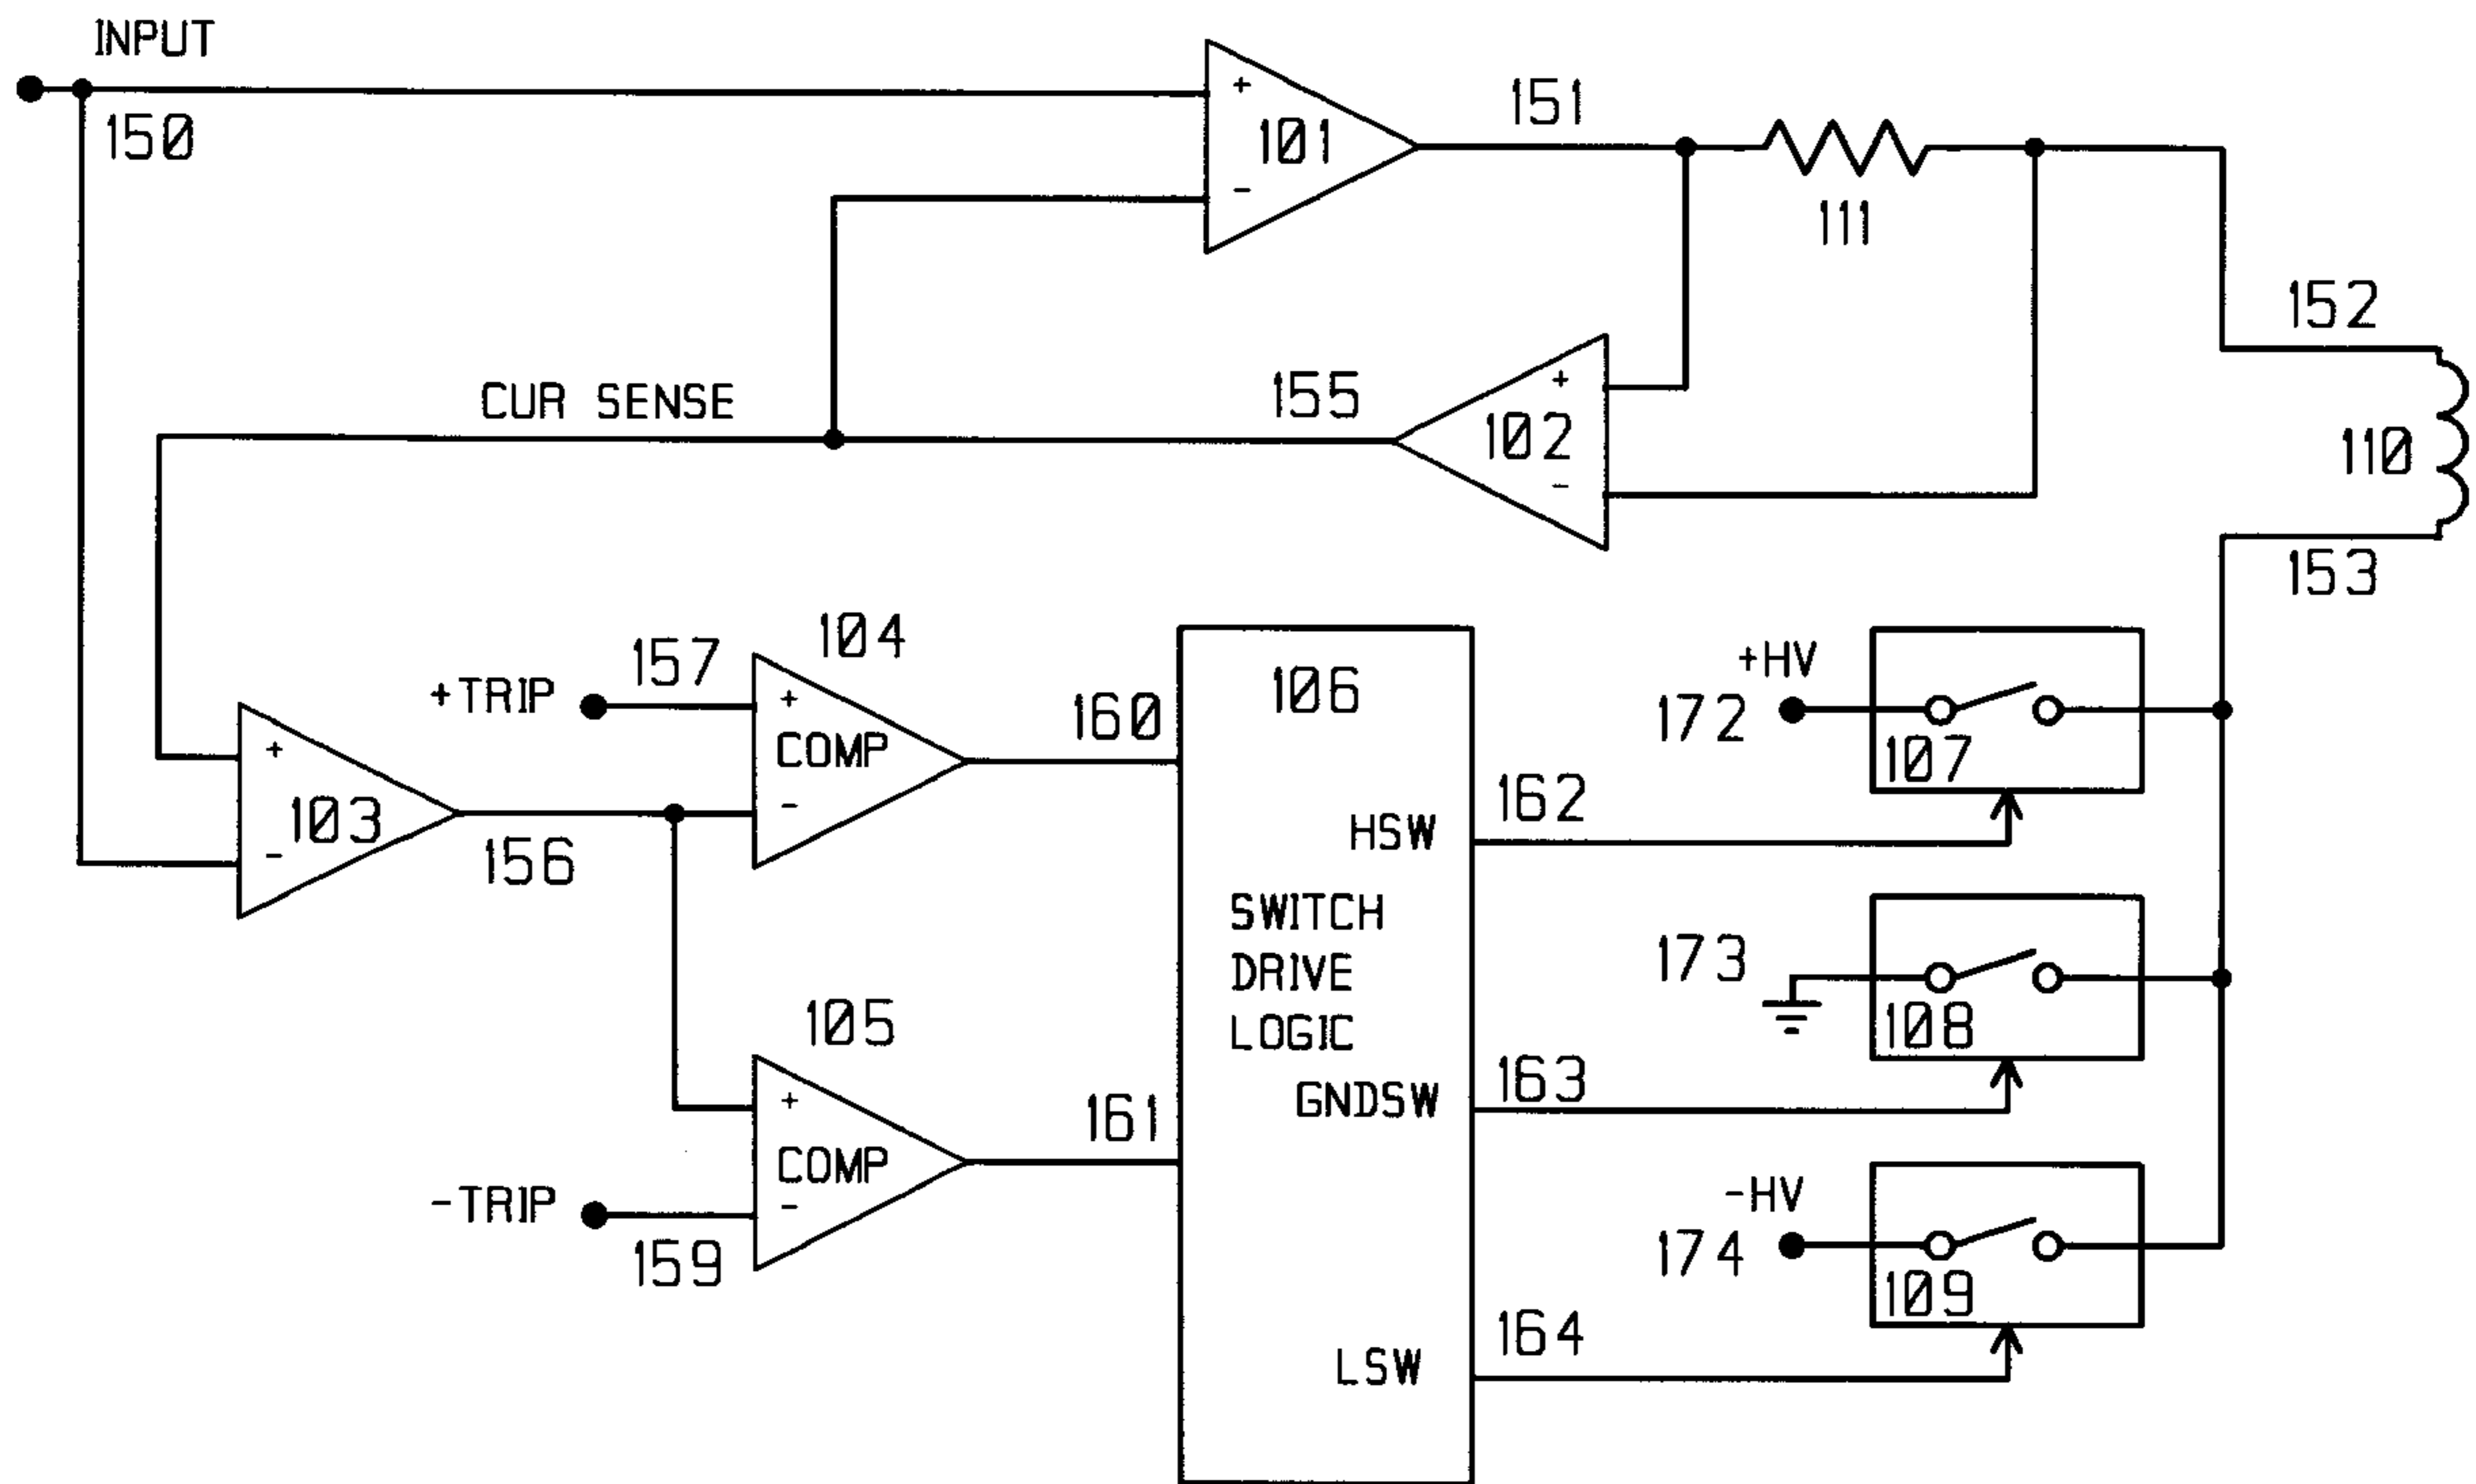 INPUT
150
+
101
-
151
111
152
CUR SENSE
155
+
102
-
110
153
+TRIP
157
104
+
COMP
-
160
106
+HV
172
107
+
103
-
156
162
HSW
SWITCH
DRIVE
LOGIC
173
108
105
161
163
GNDSW
+
COMP
-
-TRIP
159
-HV
174
109
164
LSW